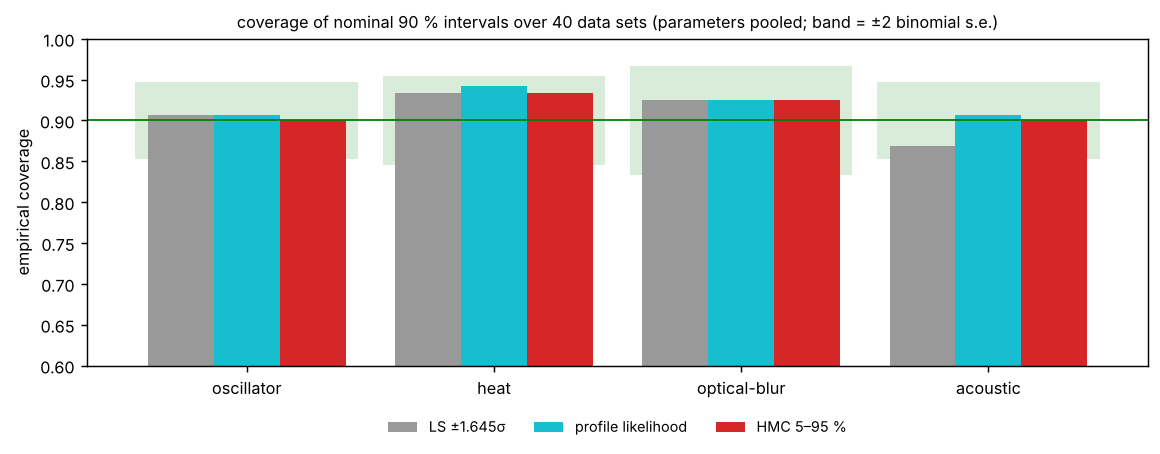 coverage of nominal 90 % intervals over 40 data sets (parameters pooled; band = ±2 binomial s.e.)
empirical coverage
1.00
0.95
0.90
0.85
0.80
0.75
0.70
0.65
0.60
oscillator
heat
optical-blur
acoustic
LS ±1.645σ
profile likelihood
HMC 5–95 %